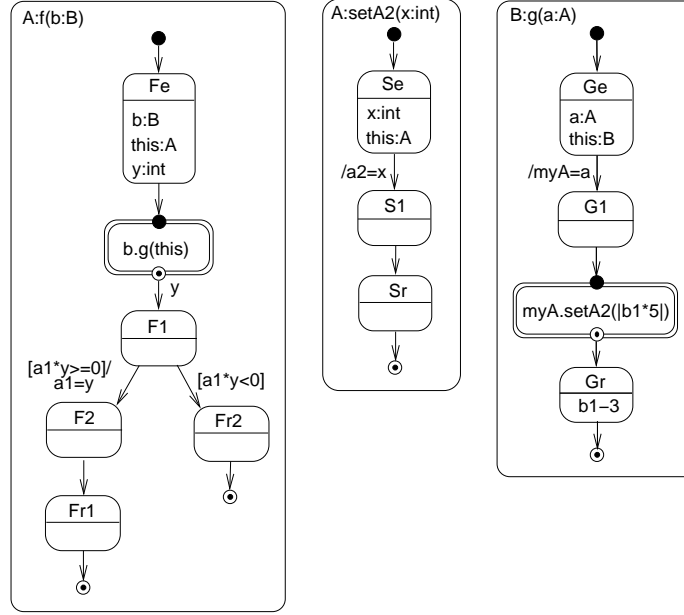 A:f(b:B)
Fe
b:B
this:A
y:int
b.g(this)
y
F1
[a1*y>=0]/
a1=y
[a1*y<0]
F2
Fr2
Fr1
A:setA2(x:int)
Se
x:int
this:A
/a2=x
S1
Sr
B:g(a:A)
Ge
a:A
this:B
/myA=a
G1
myA.setA2(|b1*5|)
Gr
b1−3